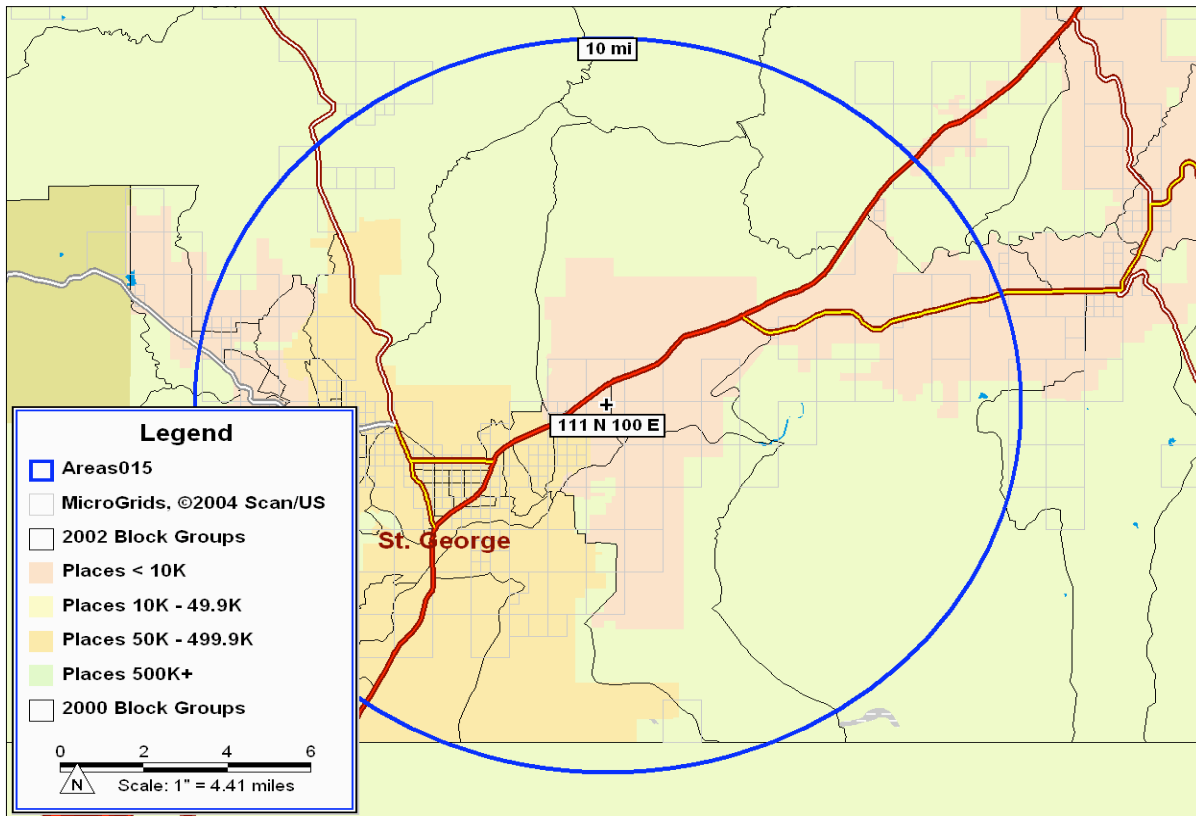 10 mi
111 N 100 E
St. George
Legend
Areas015
MicroGrids, ©2004 Scan/US
2002 Block Groups
Places < 10K
Places 10K - 49.9K
Places 50K - 499.9K
Places 500K+
2000 Block Groups
0 2 4 6
N
Scale: 1" = 4.41 miles